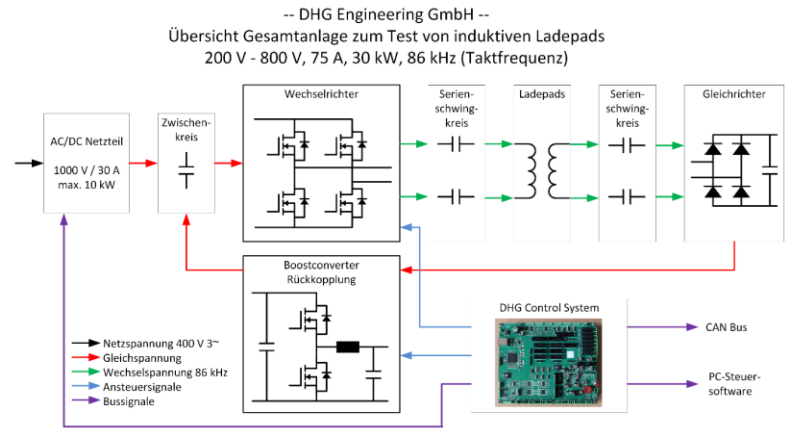 -- DHG Engineering GmbH --
Übersicht Gesamtanlage zum Test von induktiven Ladepads
200 V - 800 V, 75 A, 30 kW, 86 kHz (Taktfrequenz)
AC/DC Netzteil
1000 V / 30 A
max. 10 kW
Zwischen-
kreis
Wechselrichter
Serien-
schwing-
kreis
Ladepads
Serien-
schwing-
kreis
Gleichrichter
Boostconverter
Rückkopplung
DHG Control System
CAN Bus
PC-Steuer-
software
Netzspannung 400 V 3~
Gleichspannung
Wechselspannung 86 kHz
Ansteuersignale
Bussignale